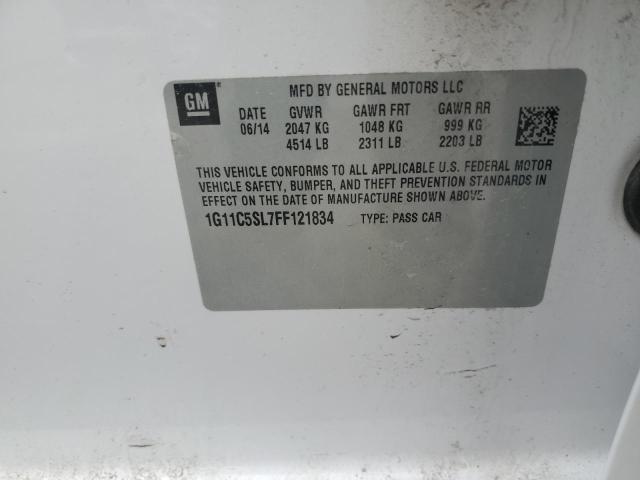 GM
MFD BY GENERAL MOTORS LLC
DATE GVWR GAWR FRT GAWR RR
06/14 2047 KG 1048 KG 999 KG
4514 LB 2311 LB 2203 LB
THIS VEHICLE CONFORMS TO ALL APPLICABLE U.S. FEDERAL MOTOR
VEHICLE SAFETY, BUMPER, AND THEFT PREVENTION STANDARDS IN
EFFECT ON THE DATE OF MANUFACTURE SHOWN ABOVE.
1G11C5SL7FF121834 TYPE: PASS CAR